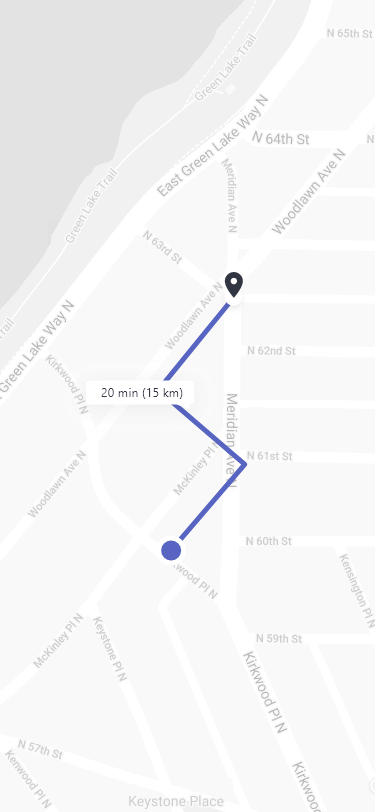 N 65th St
Green Lake Trail
East Green Lake Way N
N 64th St
N
Woodlawn Ave N
Meridian Ave N
Green Lake Trail
N 63rd St
Woodlawn Ave N
Trail
Green Lake Way N
N 62nd St
Kirkwood Pl N
20 min (15 km)
Meridian Ave N
N 61st St
McKinley Pl N
Woodlawn Ave N
N 60th St
Kensington Pl N
kwood Pl N
McKinley Pl N
Keystone Pl N
N 59th St
Kirkwood Pl N
N 57th St
Kenwood Pl N
Kirkwood
Keystone Place